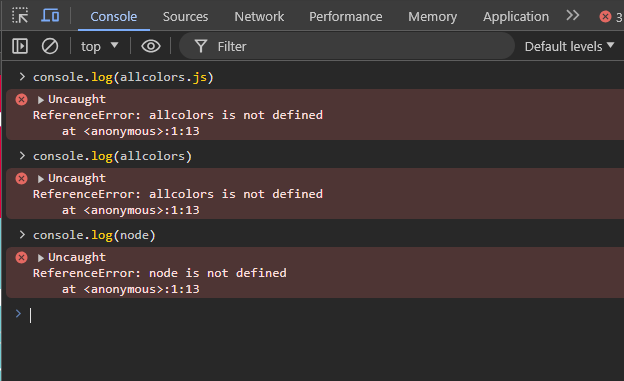 Console Sources Network Performance Memory Application 3
top Filter Default levels
console.log(allcolors.js)
Uncaught
ReferenceError: allcolors is not defined
at <anonymous>:1:13
console.log(allcolors)
Uncaught
ReferenceError: allcolors is not defined
at <anonymous>:1:13
console.log(node)
Uncaught
ReferenceError: node is not defined
at <anonymous>:1:13